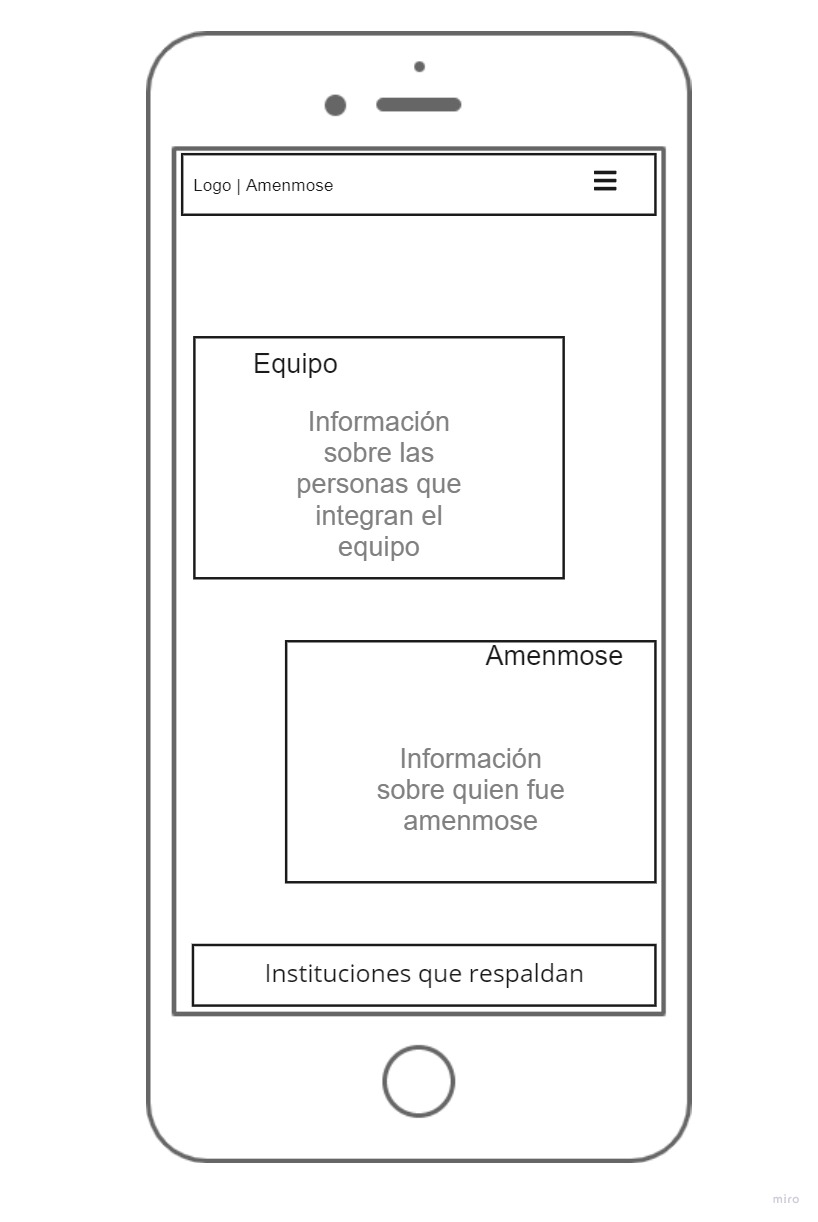 Logo | Amenmose
Equipo
Información
sobre las
personas que
integran el
equipo
Amenmose
Información
sobre quien fue
amenmose
Instituciones que respaldan
miro